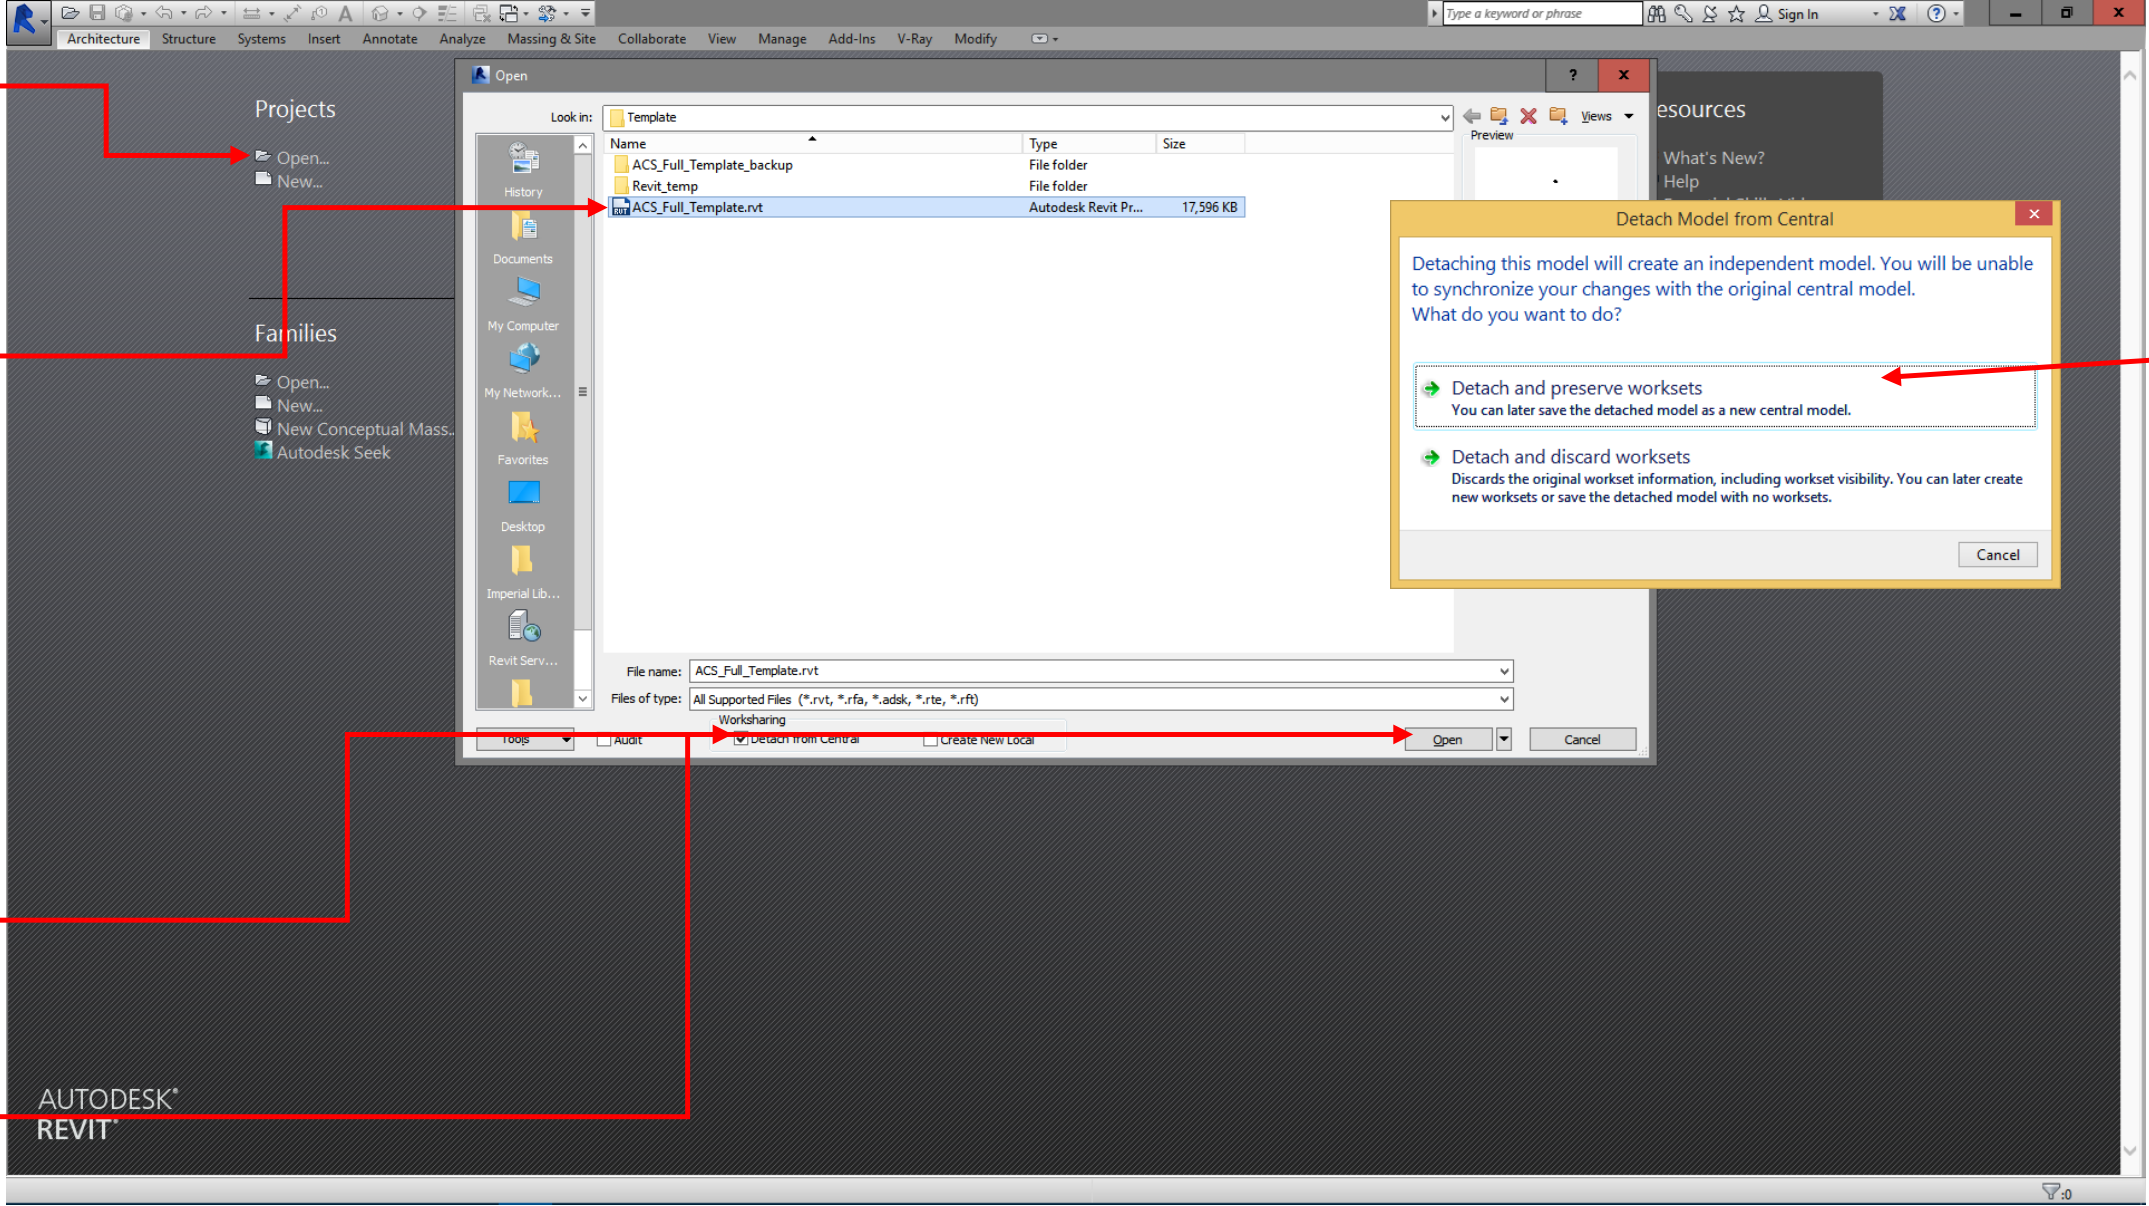 Type a keyword or phrase
Sign In
Architecture Structure Systems Insert Annotate Analyze Massing & Site Collaborate View Manage Add-Ins V-Ray Modify
Open
?
x
Projects
Open...
New...
Families
Open...
New...
New Conceptual Mass..
Autodesk Seek
Look in:
Template
Views
Name Type Size
ACS_Full_Template_backup File folder
Revit_temp File folder
ACS_Full_Template.rvt Autodesk Revit Pr... 17,596 KB
Preview
History
Documents
My Computer
My Network...
Favorites
Desktop
Imperial Lib...
Revit Serv...
File name: ACS_Full_Template.rvt
Files of type: All Supported Files (*.rvt, *.rfa, *.adsk, *.rte, *.rft)
Worksharing
Tools
Audit
Detach from Central
Create New Local
Open
Cancel
esources
What's New?
Help
Detach Model from Central
Detaching this model will create an independent model. You will be unable
to synchronize your changes with the original central model.
What do you want to do?
Detach and preserve worksets
You can later save the detached model as a new central model.
Detach and discard worksets
Discards the original workset information, including workset visibility. You can later create
new worksets or save the detached model with no worksets.
Cancel
AUTODESK®
REVIT®
:0